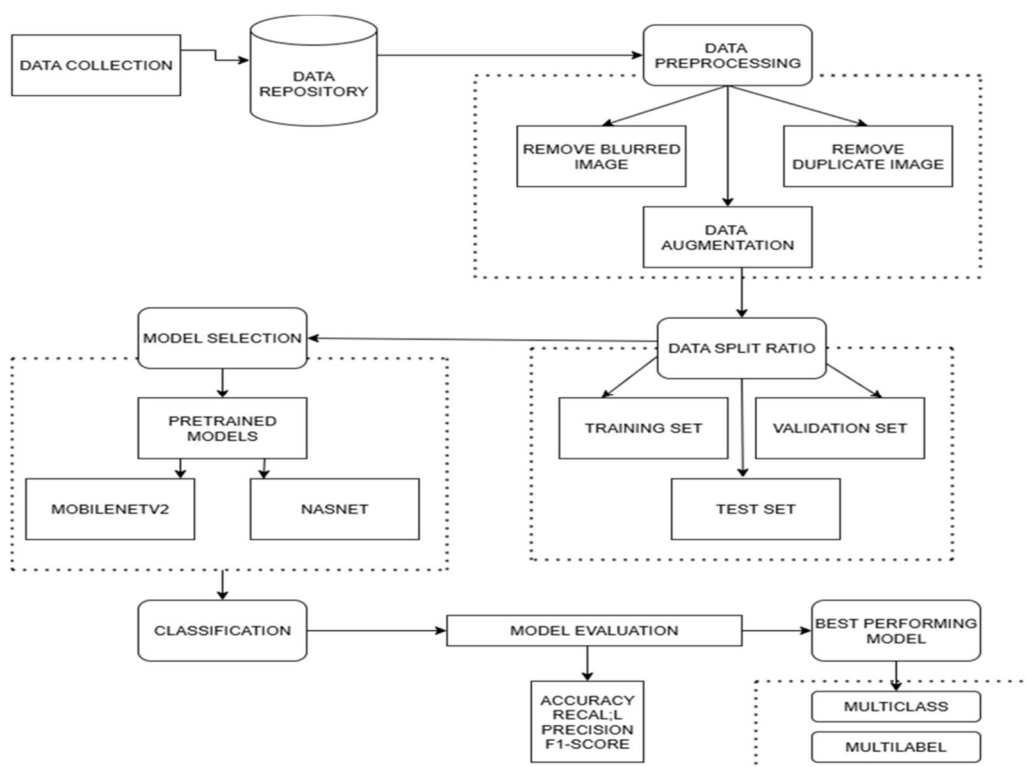 DATA COLLECTION
DATA
REPOSITORY
DATA
PREPROCESSING
REMOVE BLURRED
IMAGE
REMOVE
DUPLICATE IMAGE
DATA
AUGMENTATION
MODEL SELECTION
DATA SPLIT RATIO
PRETRAINED
MODELS
TRAINING SET
VALIDATION SET
MOBILENETV2
NASNET
TEST SET
CLASSIFICATION
MODEL EVALUATION
BEST PERFORMING
MODEL
ACCURACY
RECAL;L
PRECISION
F1-SCORE
MULTICLASS
MULTILABEL